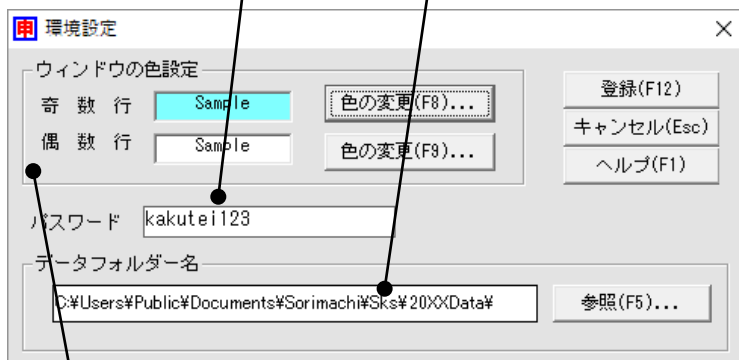 申 環境設定
ウィンドウの色設定
奇 数 行 Sample 色の変更(F8)...
偶 数 行 Sample 色の変更(F9)...
登録(F12)
キャンセル(Esc)
ヘルプ(F1)
パスワード kakutei123
データフォルダー名
C:¥Users¥Public¥Documents¥Sorimachi¥Sks¥20XXData¥ 参照(F5)...